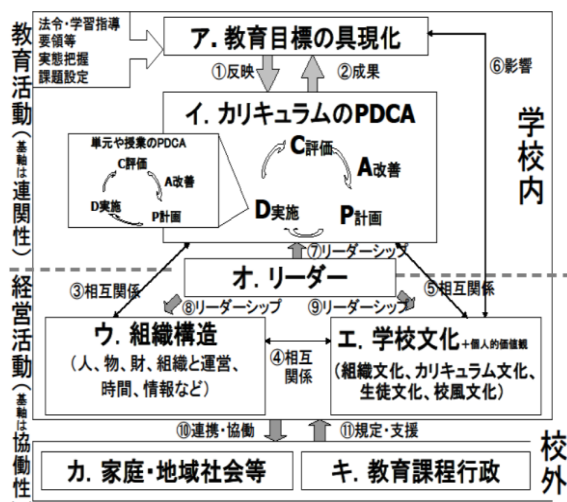 法令・学習指導
要領等
実態把握
課題設定
ア. 教育目標の具現化
①反映
②成果
⑥影響
イ. カリキュラムのPDCA
C評価
A改善
D実施
P計画
単元や授業のPDCA
C評価
A改善
D実施
P計画
教育活動(基軸は連関性)
学校内
⑦リーダーシップ
オ. リーダー
③相互関係
⑧リーダーシップ
⑨リーダーシップ
⑤相互関係
ウ. 組織構造
(人、物、財、組織と運営、
時間、情報など)
④相互
関係
エ. 学校文化+個人的価値観
(組織文化、カリキュラム文化、
生徒文化、校風文化)
経営活動(基軸は協働性)
⑩連携・協働
⑪規定・支援
カ. 家庭・地域社会等
キ. 教育課程行政
校外